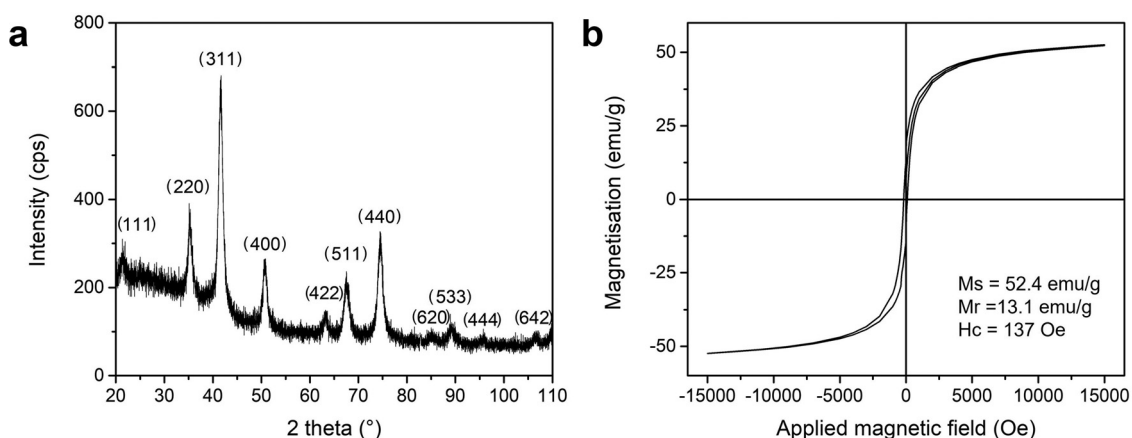 a
800
600
400
200
0
Intensity (cps)
(111)
(220)
(311)
(400)
(422)
(511)
(440)
(620)
(533)
(444)
(642)
20 30 40 50 60 70 80 90 100 110
2 theta (°)
b
50
25
0
-25
-50
Magnetisation (emu/g)
Ms = 52.4 emu/g
Mr =13.1 emu/g
Hc = 137 Oe
-15000 -10000 -5000 0 5000 10000 15000
Applied magnetic field (Oe)